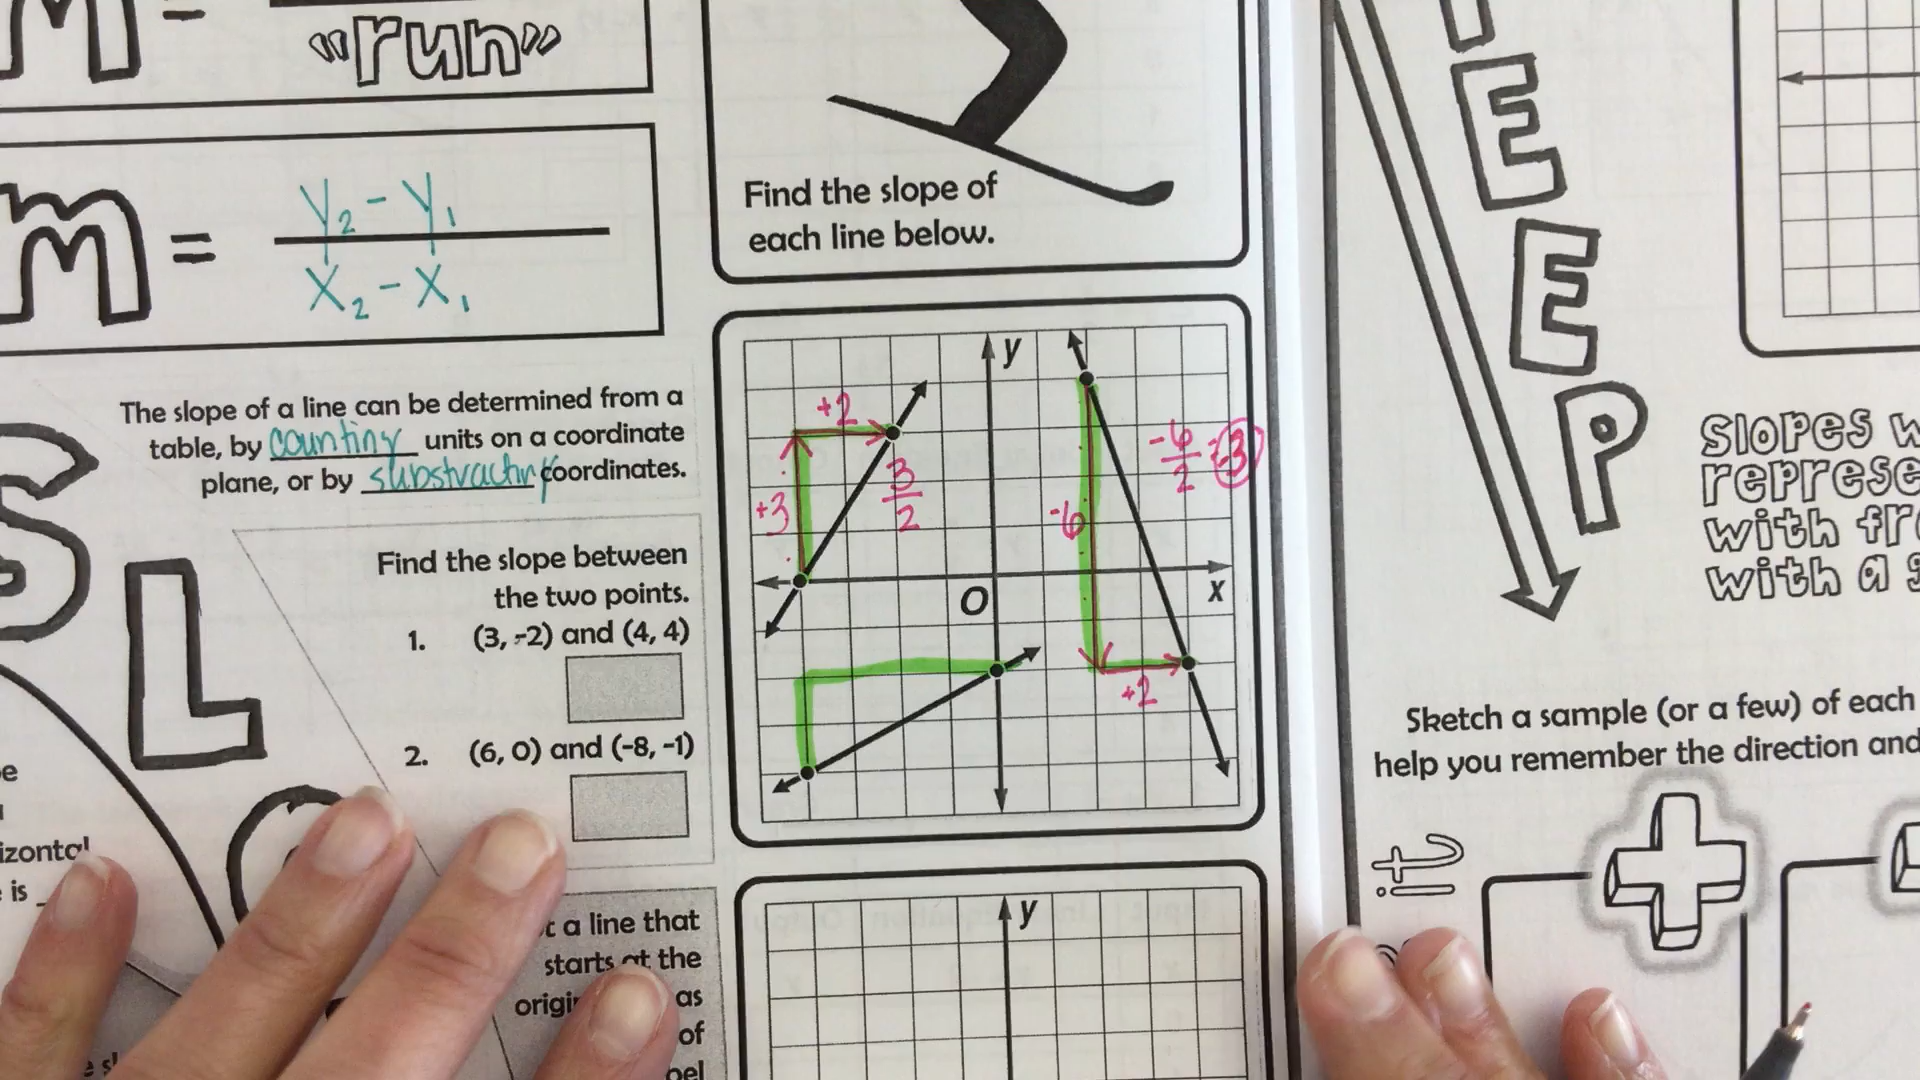 m =
"run"
m = y₂ - y₁
x₂ - x₁
The slope of a line can be determined from a
table, by counting units on a coordinate
plane, or by substracting coordinates.
S
L
Find the slope between
the two points.
1. (3, -2) and (4, 4)
2. (6, 0) and (-8, -1)
is
a line that
starts at the
as
of
Find the slope of
each line below.
y
+2
+3
3
2
-6
-6
2
-3
O
x
+2
y
E
E
P
Slopes
with
with a
Sketch a sample (or a few) of each
help you remember the direction and
+